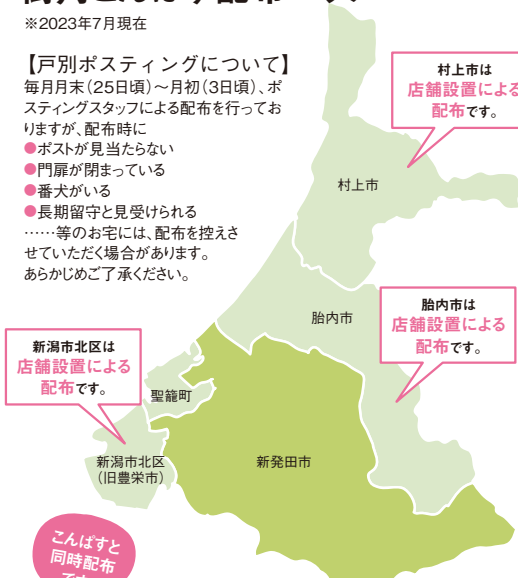 ※2023年7月現在
【戸別ポスティングについて】
毎月月末(25日頃)～月初(3日頃)、ポ
スティングスタッフによる配布を行ってお
りますが、配布時に
●ポストが見当たらない
●門扉が閉まっている
●番犬がいる
●長期留守と見受けられる
……等のお宅には、配布を控えさ
せていただく場合があります。
あらかじめご了承ください。
村上市は
店舗設置による
配布です。
村上市
胎内市
胎内市は
店舗設置による
配布です。
新潟市北区は
店舗設置による
配布です。
聖籠町
新潟市北区
(旧豊栄市)
新発田市
こんぱすと
同時配布